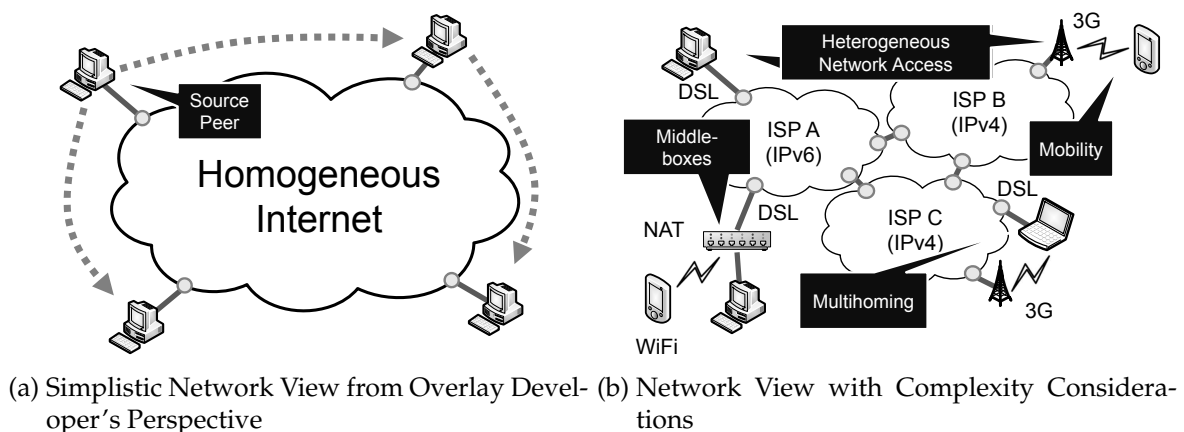 Source
Peer
Homogeneous
Internet
Heterogeneous
Network Access
3G
DSL
ISP A
(IPv6)
ISP B
(IPv4)
Middle-
boxes
Mobility
DSL
DSL
NAT
ISP C
(IPv4)
Multihoming
3G
WiFi
(a) Simplistic Network View from Overlay Devel-
oper's Perspective
(b) Network View with Complexity Considera-
tions